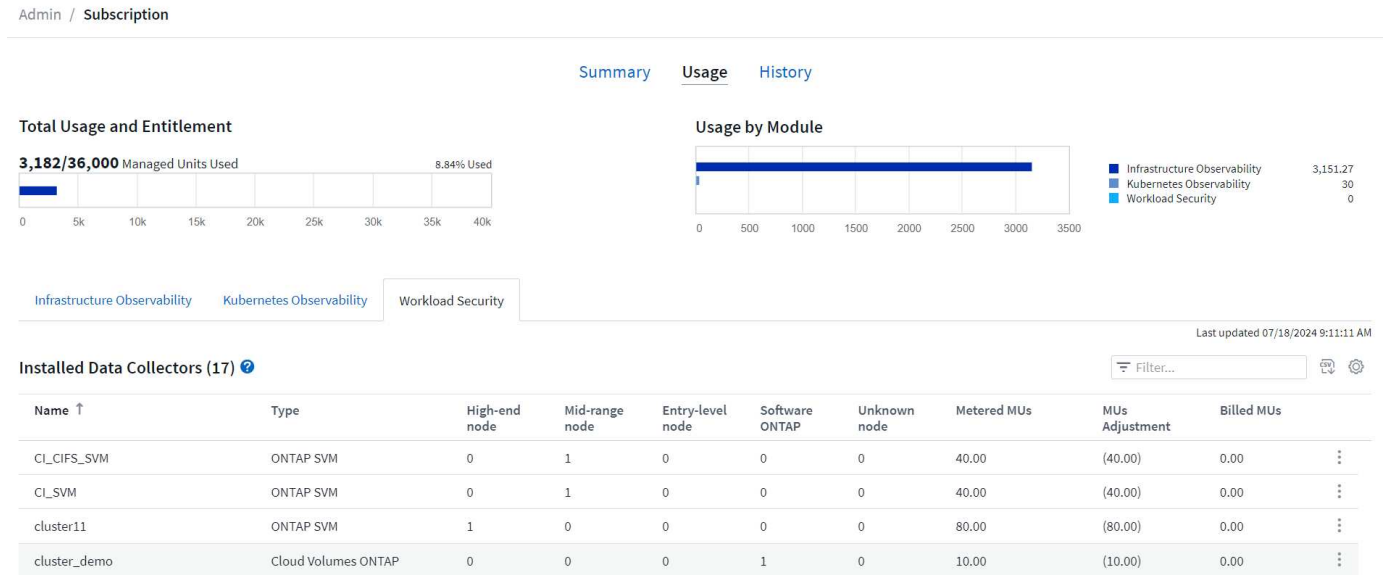 Admin / Subscription
Summary Usage History
Total Usage and Entitlement
3,182/36,000 Managed Units Used 8.84% Used
0 5k 10k 15k 20k 25k 30k 35k 40k
Usage by Module
Infrastructure Observability 3,151.27
Kubernetes Observability 30
Workload Security 0
0 500 1000 1500 2000 2500 3000 3500
Infrastructure Observability Kubernetes Observability Workload Security
Last updated 07/18/2024 9:11:11 AM
Installed Data Collectors (17) ?
Filter...
CSV
Name ↑ Type High-end node Mid-range node Entry-level node Software ONTAP Unknown node Metered MUs MUs Adjustment Billed MUs
CI_CIFS_SVM ONTAP SVM 0 1 0 0 0 40.00 (40.00) 0.00
CI_SVM ONTAP SVM 0 1 0 0 0 40.00 (40.00) 0.00
cluster11 ONTAP SVM 1 0 0 0 0 80.00 (80.00) 0.00
cluster_demo Cloud Volumes ONTAP 0 0 0 1 0 10.00 (10.00) 0.00